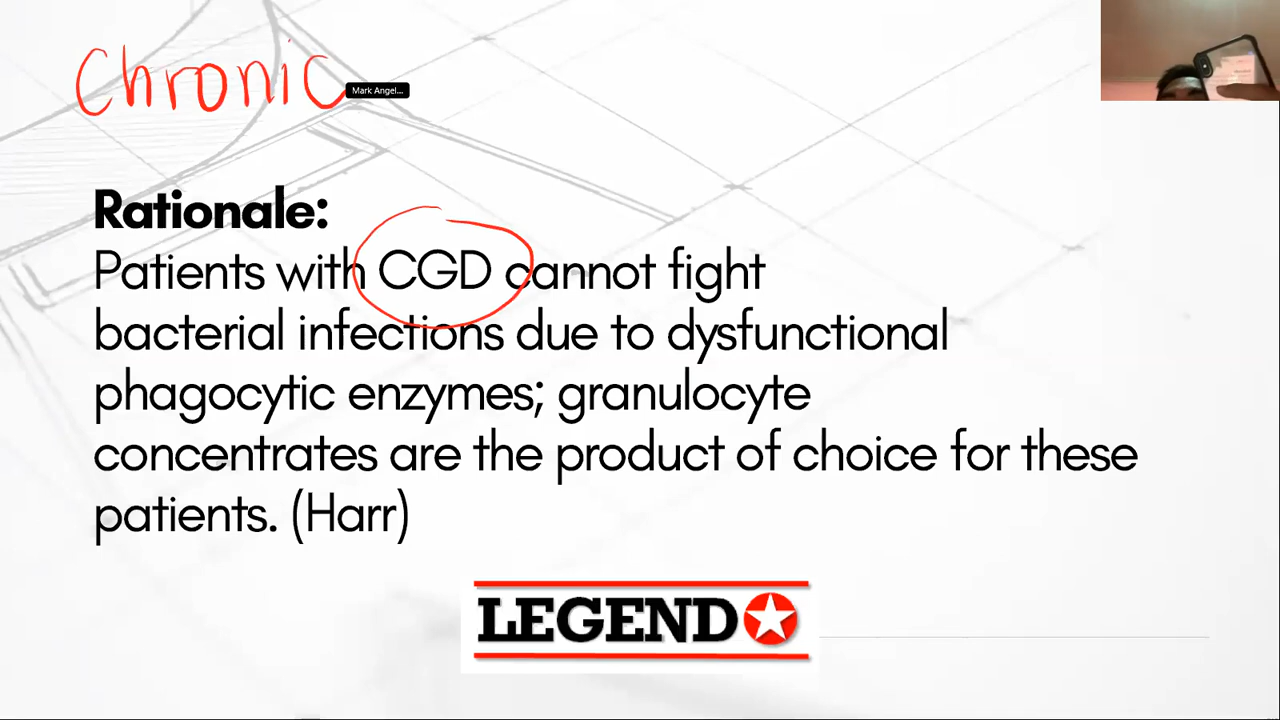 Chronic
Mark Angel...
Rationale:
Patients with CGD cannot fight
bacterial infections due to dysfunctional
phagocytic enzymes; granulocyte
concentrates are the product of choice for these
patients. (Harr)
LEGEND